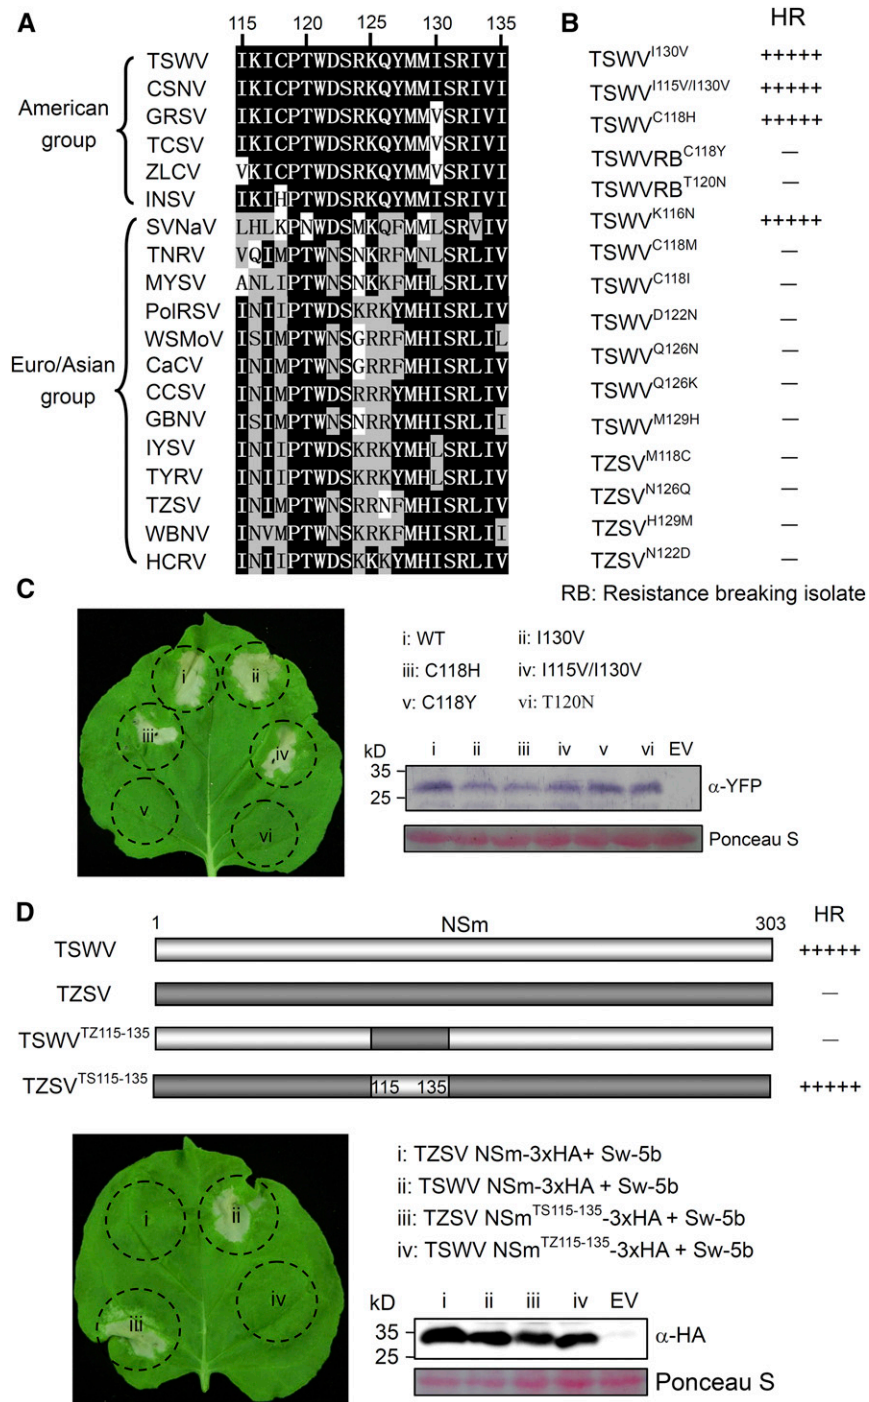 A
115 120 125 130 135
American group
TSWV IKICPTWDSRKQYMMISRIVI
CSNV IKICPTWDSRKQYMMISRIVI
GRSV IKICPTWDSRKQYMMVSRIVI
TCSV IKICPTWDSRKQYMMVSRIVI
ZLCV VKICPTWDSRKQYMMVSRIVI
INSV IKIHPTWDSRKQYMMISRIVI
Euro/Asian group
SVNaV LHLKPNWDSMKQFMMLSRVIV
TNRV VQIMPTWNSNKRFMNLSRLIV
MYSV ANLIPTWNSNKKFMHLSRLIV
PolRSV INIIPTWDSKRKYMHISRLIV
WSMoV ISIMPTWNSGRRFMHISRLIL
CaCV INIMPTWNSGRRFMHISRLIV
CCSV INIMPTWDSRRRYMHISRLIV
GBNV ISIMPTWNSNRRYMHISRLII
IYSV INIIPTWDSKRKYMHLSRLIV
TYRV INIIPTWDSKRKYMHLSRLIV
TZSV INIMPTWNSRRNFMHISRLIV
WBNV INVMPTWDSKRKFMHISRLII
HCRV INIIPTWDSKKKYMHISRLIV
B
HR
TSWV^I130V +++++
TSWV^I115V/I130V +++++
TSWV^C118H +++++
TSWVRB^C118Y —
TSWVRB^T120N —
TSWV^K116N +++++
TSWV^C118M —
TSWV^C118I —
TSWV^D122N —
TSWV^Q126N —
TSWV^Q126K —
TSWV^M129H —
TZSV^M118C —
TZSV^N126Q —
TZSV^H129M —
TZSV^N122D —
RB: Resistance breaking isolate
C
i
ii
iii
iv
v
vi
i: WT ii: I130V
iii: C118H iv: I115V/I130V
v: C118Y vi: T120N
kD i ii iii iv v vi EV
35
25
α-YFP
Ponceau S
D
1 NSm 303 HR
TSWV +++++
TZSV —
TSWV^TZ115-135 —
TZSV^TS115-135 115 135 +++++
i
ii
iii
iv
i: TZSV NSm-3xHA+ Sw-5b
ii: TSWV NSm-3xHA + Sw-5b
iii: TZSV NSm^TS115-135-3xHA + Sw-5b
iv: TSWV NSm^TZ115-135-3xHA + Sw-5b
kD i ii iii iv EV
35
25
α-HA
Ponceau S